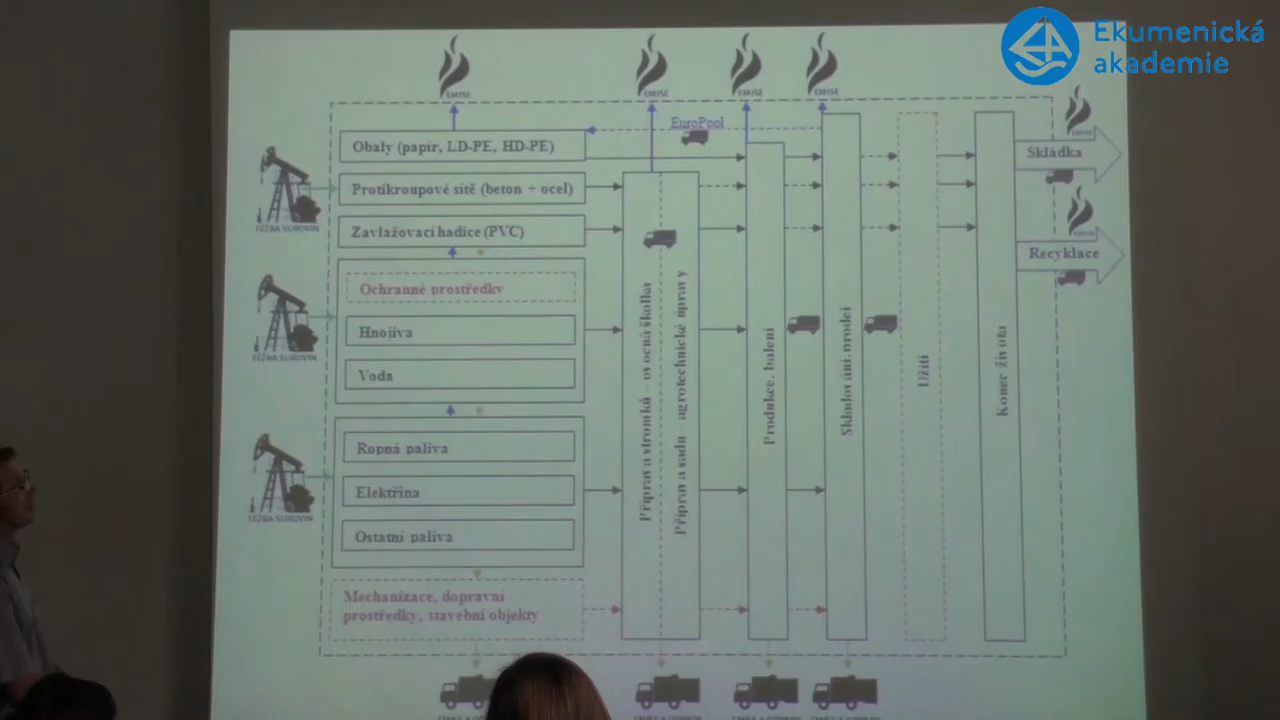 Ekumenická
akademie
EMISE
EMISE
EMISE
EMISE
EuroPool
Obaly (papír, LD-PE, HD-PE)
Skládka
Protikroupové sítě (beton + ocel)
TĚŽBA SUROVIN
Zavlažovací hadice (PVC)
Recyklace
Ochranné prostředky
Hnojiva
TĚŽBA SUROVIN
Voda
Příprava stromků – ovocná školka
Příprava sadu – agrotechnické úpravy
Produkce, balení
Skladování, prodej
Užití
Konec života
Ropná paliva
Elektřina
TĚŽBA SUROVIN
Ostatní paliva
Mechanizace, dopravní
prostředky, stavební objekty